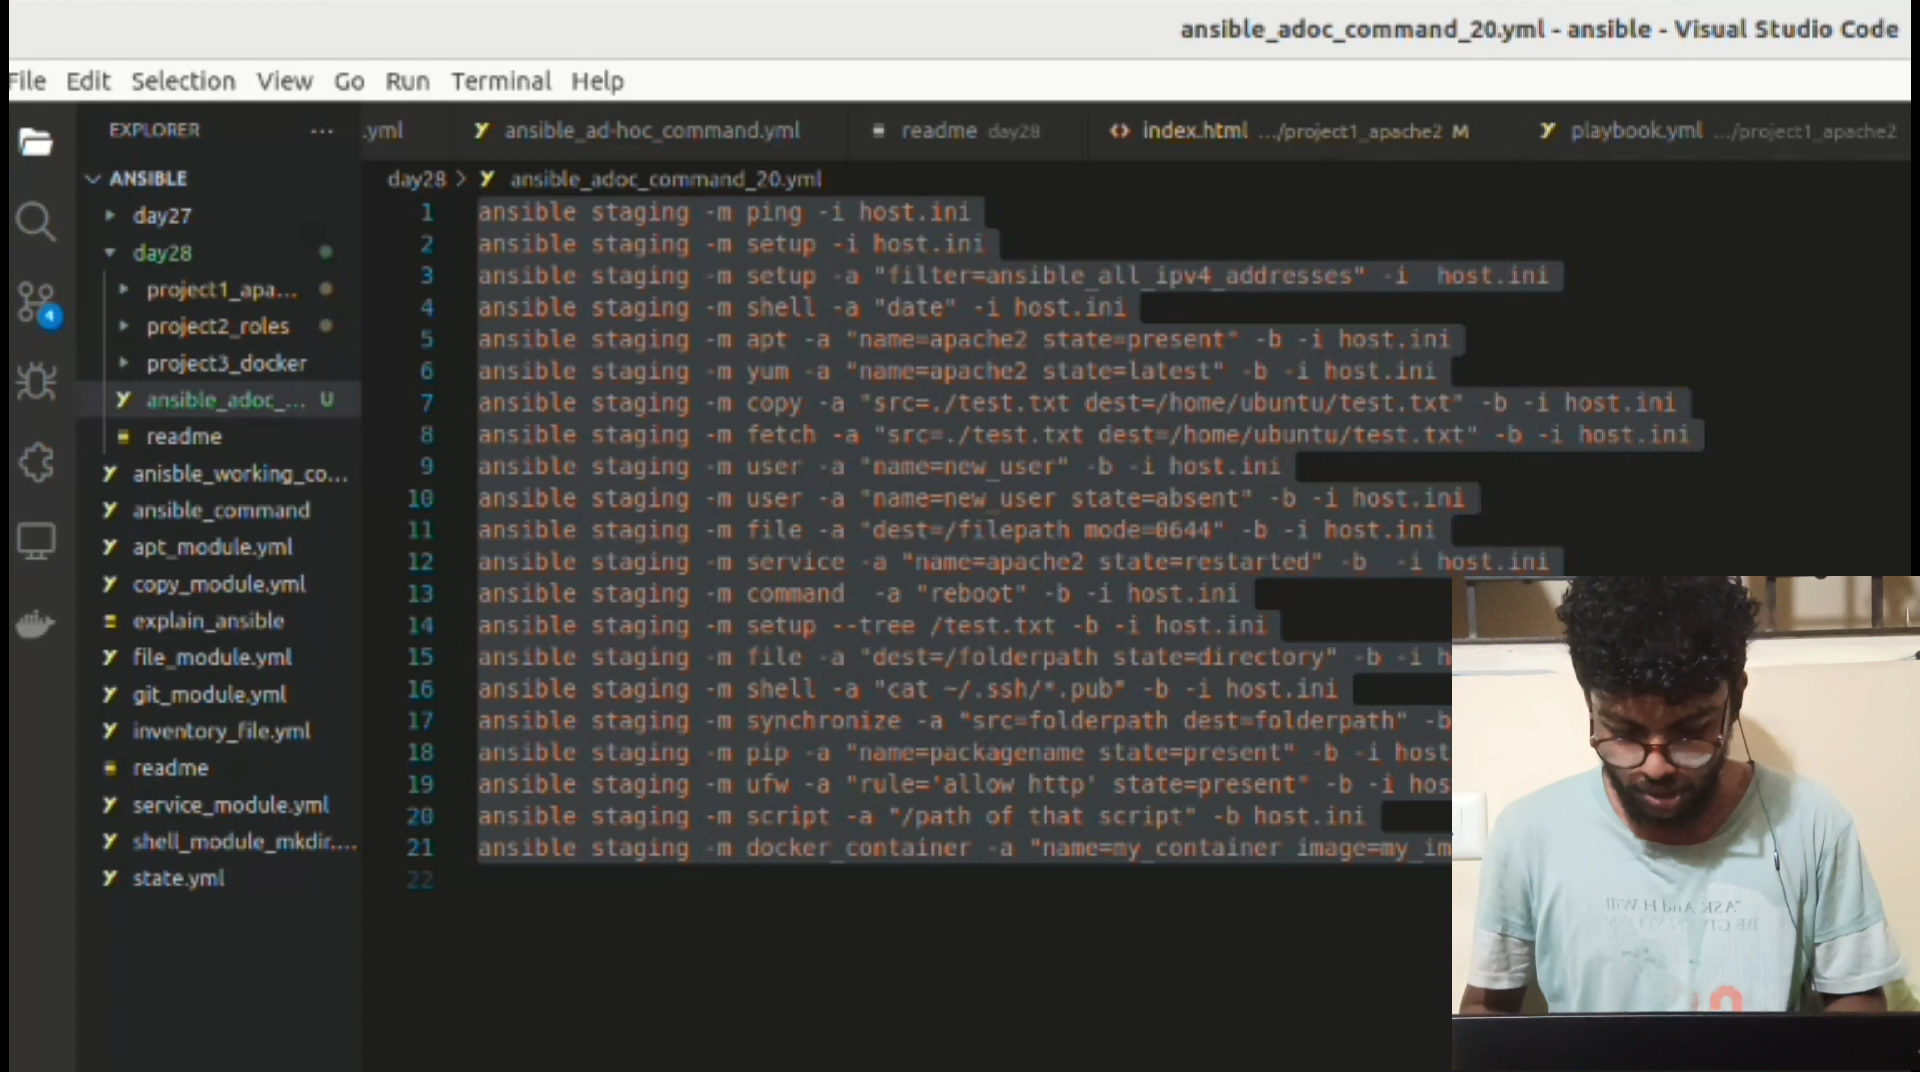 ansible_adoc_command_20.yml - ansible - Visual Studio Code
File Edit Selection View Go Run Terminal Help
EXPLORER ...
.yml
ansible_ad-hoc_command.yml
readme day28
index.html .../project1_apache2 M
playbook.yml .../project1_apache2
ANSIBLE
day27
day28
project1_apa...
project2_roles
project3_docker
ansible_adoc_... U
readme
anisble_working_co...
ansible_command
apt_module.yml
copy_module.yml
explain_ansible
file_module.yml
git_module.yml
inventory_file.yml
readme
service_module.yml
shell_module_mkdir....
state.yml
4
day28 > ansible_adoc_command_20.yml
1 ansible staging -m ping -i host.ini
2 ansible staging -m setup -i host.ini
3 ansible staging -m setup -a "filter=ansible_all_ipv4_addresses" -i  host.ini
4 ansible staging -m shell -a "date" -i host.ini
5 ansible staging -m apt -a "name=apache2 state=present" -b -i host.ini
6 ansible staging -m yum -a "name=apache2 state=latest" -b -i host.ini
7 ansible staging -m copy -a "src=./test.txt dest=/home/ubuntu/test.txt" -b -i host.ini
8 ansible staging -m fetch -a "src=./test.txt dest=/home/ubuntu/test.txt" -b -i host.ini
9 ansible staging -m user -a "name=new_user" -b -i host.ini
10 ansible staging -m user -a "name=new_user state=absent" -b -i host.ini
11 ansible staging -m file -a "dest=/filepath mode=0644" -b -i host.ini
12 ansible staging -m service -a "name=apache2 state=restarted" -b  -i host.ini
13 ansible staging -m command  -a "reboot" -b -i host.ini
14 ansible staging -m setup --tree /test.txt -b -i host.ini
15 ansible staging -m file -a "dest=/folderpath state=directory" -b -i h
16 ansible staging -m shell -a "cat ~/.ssh/*.pub" -b -i host.ini
17 ansible staging -m synchronize -a "src=folderpath dest=folderpath" -b
18 ansible staging -m pip -a "name=packagename state=present" -b -i host
19 ansible staging -m ufw -a "rule='allow http' state=present" -b -i hos
20 ansible staging -m script -a "/path of that script" -b host.ini
21 ansible staging -m docker_container -a "name=my_container image=my_im
22
"ASK And It Will